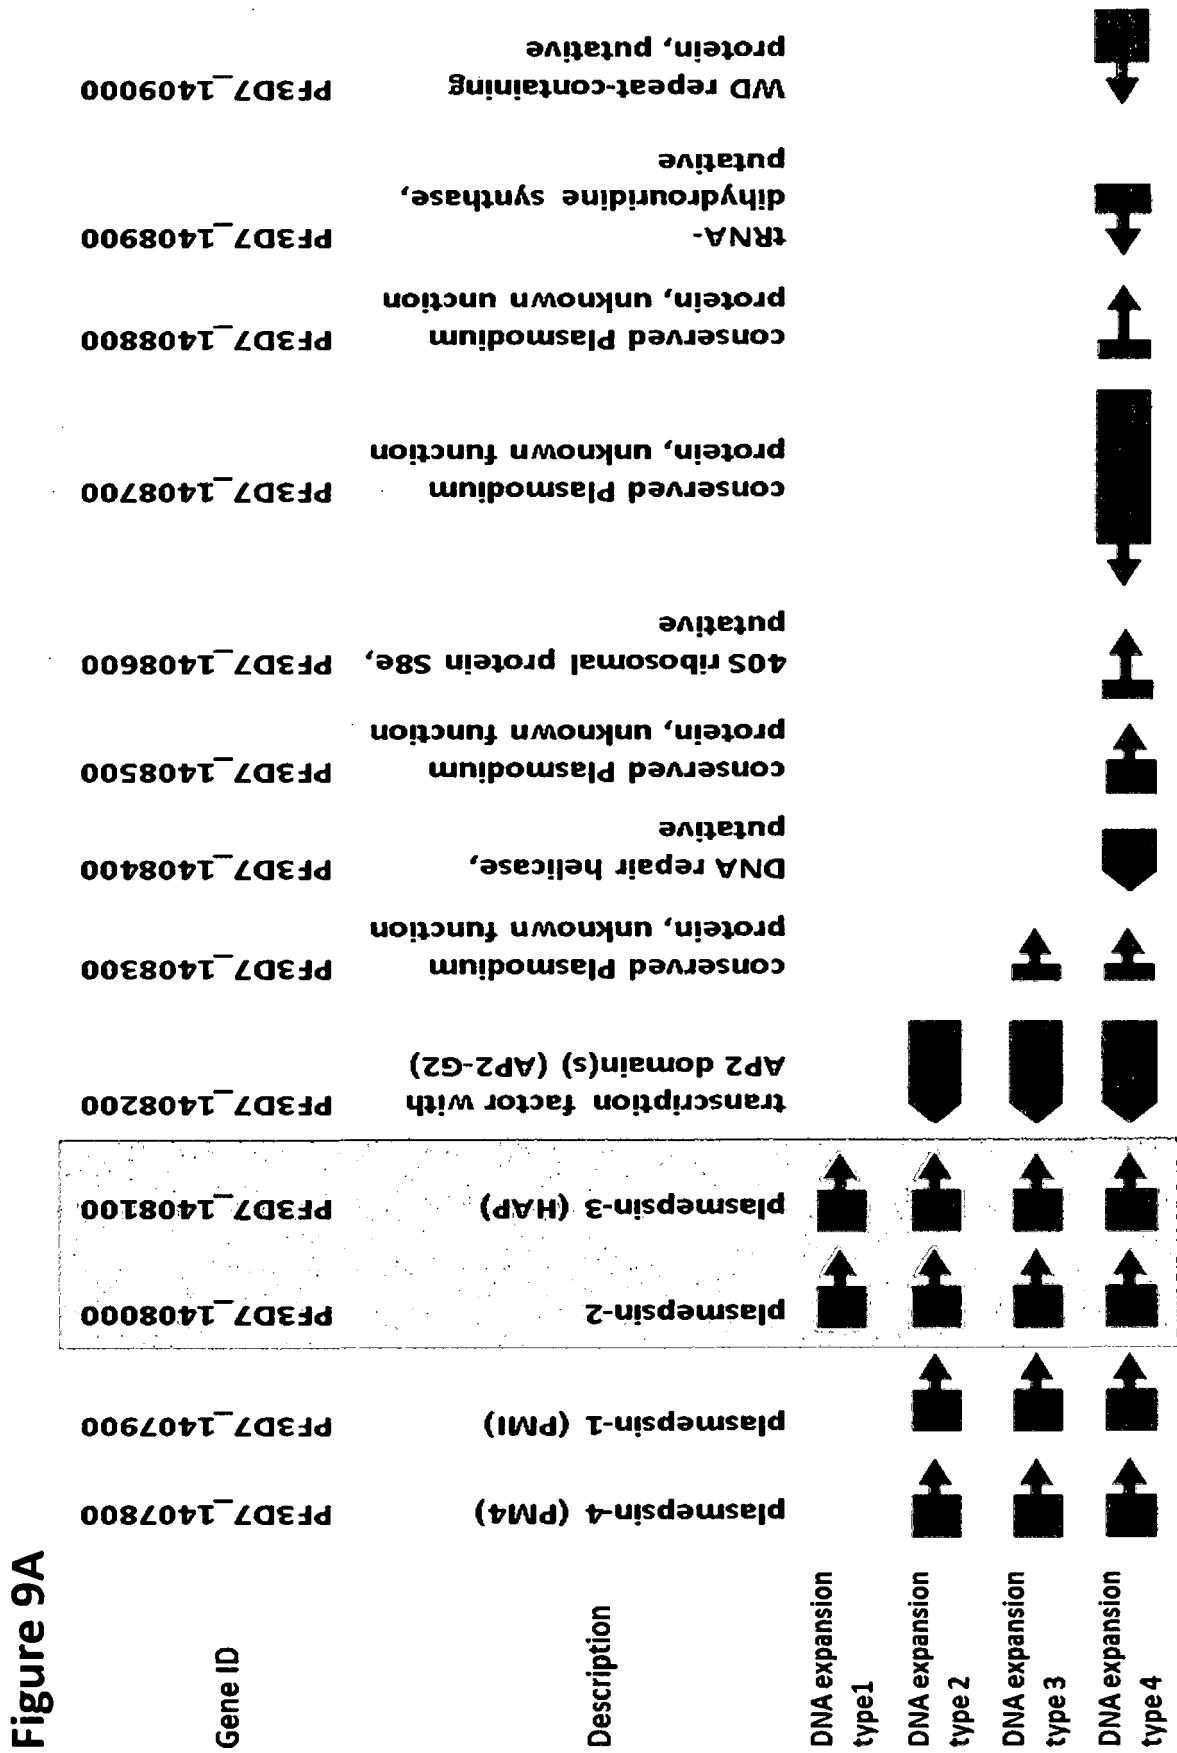 Figure 9A
Gene ID
PF3D7_1407800
PF3D7_1407900
PF3D7_1408000
PF3D7_1408100
PF3D7_1408200
PF3D7_1408300
PF3D7_1408400
PF3D7_1408500
PF3D7_1408600
PF3D7_1408700
PF3D7_1408800
PF3D7_1408900
PF3D7_1409000
Description
plasmepsin-4 (PM4)
plasmepsin-1 (PMI)
plasmepsin-2
plasmepsin-3 (HAP)
transcription factor with
AP2 domain(s) (AP2-G2)
conserved Plasmodium
protein, unknown function
DNA repair helicase,
putative
conserved Plasmodium
protein, unknown function
40S ribosomal protein S8e,
putative
conserved Plasmodium
protein, unknown function
conserved Plasmodium
protein, unknown unction
tRNA-
dihydrouridine synthase,
putative
WD repeat-containing
protein, putative
DNA expansion
type1
DNA expansion
type 2
DNA expansion
type 3
DNA expansion
type 4